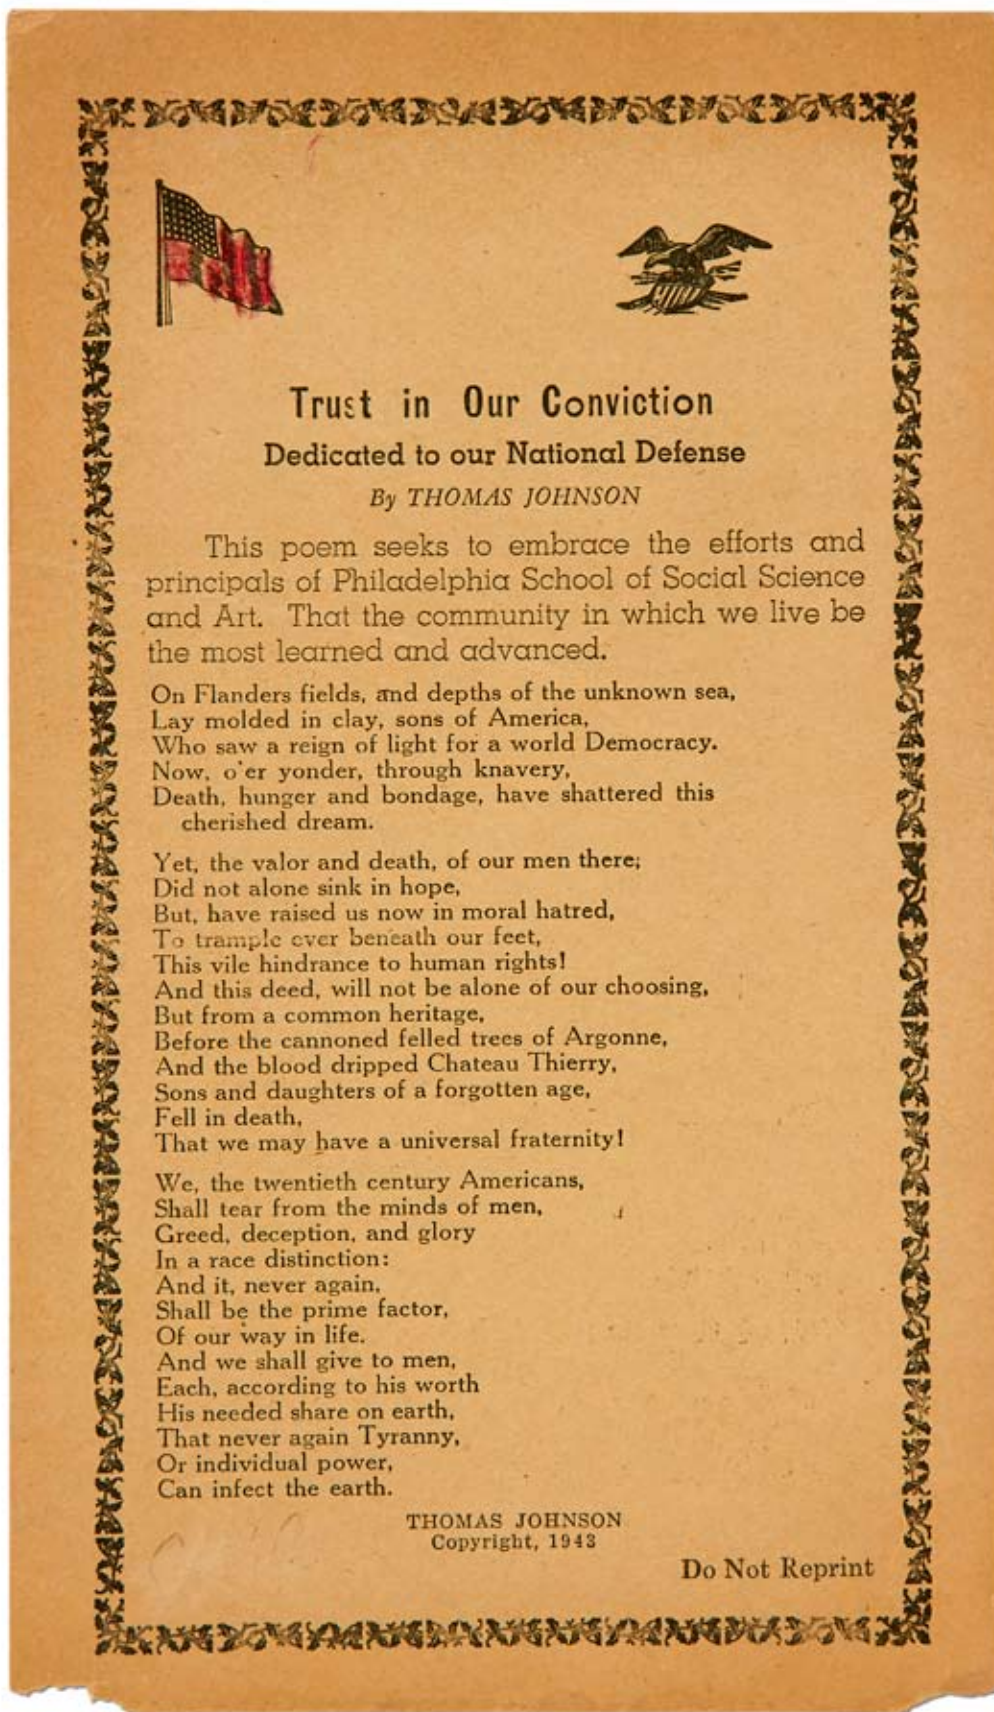 Trust in Our Conviction
Dedicated to our National Defense
By THOMAS JOHNSON
This poem seeks to embrace the efforts and
principals of Philadelphia School of Social Science
and Art. That the community in which we live be
the most learned and advanced.
On Flanders fields, and depths of the unknown sea,
Lay molded in clay, sons of America,
Who saw a reign of light for a world Democracy.
Now, o'er yonder, through knavery,
Death, hunger and bondage, have shattered this
cherished dream.
Yet, the valor and death, of our men there;
Did not alone sink in hope,
But, have raised us now in moral hatred,
To trample ever beneath our feet,
This vile hindrance to human rights!
And this deed, will not be alone of our choosing,
But from a common heritage,
Before the cannoned felled trees of Argonne,
And the blood dripped Chateau Thierry,
Sons and daughters of a forgotten age,
Fell in death,
That we may have a universal fraternity!
We, the twentieth century Americans,
Shall tear from the minds of men,
Greed, deception, and glory
In a race distinction:
And it, never again,
Shall be the prime factor,
Of our way in life.
And we shall give to men,
Each, according to his worth
His needed share on earth,
That never again Tyranny,
Or individual power,
Can infect the earth.
THOMAS JOHNSON
Copyright, 1943
Do Not Reprint